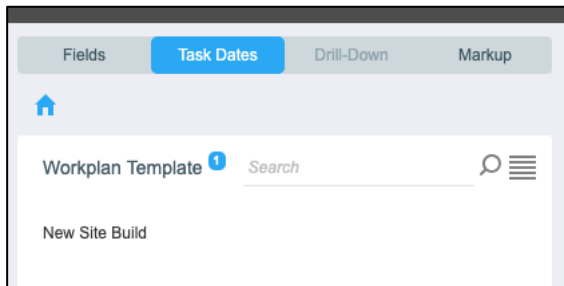 Fields Task Dates Drill-Down Markup
Workplan Template 1 Search
New Site Build